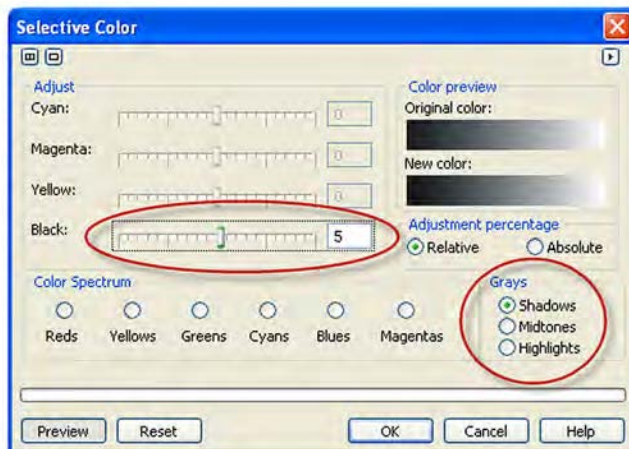 Selective Color
Adjust
Cyan: 0
Magenta: 0
Yellow: 0
Black: 5
Color preview
Original color:
New color:
Adjustment percentage
Relative Absolute
Color Spectrum
Reds Yellows Greens Cyans Blues Magentas
Grays
Shadows
Midtones
Highlights
Preview Reset OK Cancel Help